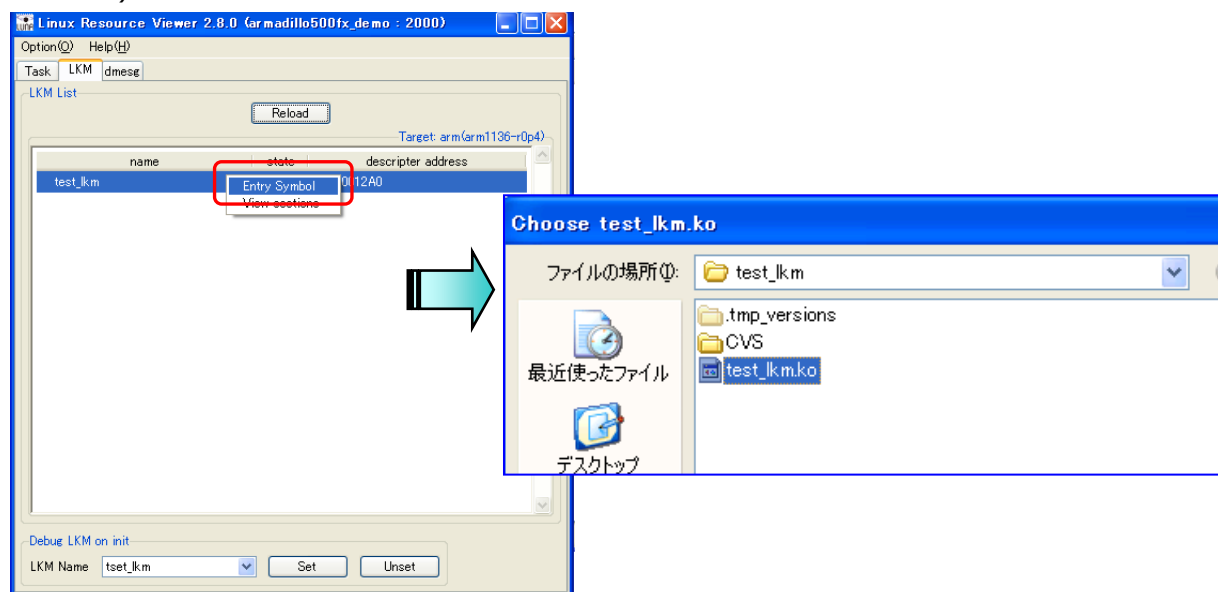 Linux Resource Viewer 2.8.0 (armadillo500fx_demo : 2000)
Option(O) Help(H)
Task LKM dmesg
LKM List
Reload
Target: arm(arm1136-r0p4)
name state descripter address
test_lkm 0012A0
Entry Symbol
View sections
Debug LKM on init
LKM Name tset_lkm Set Unset
Choose test_lkm.ko
ファイルの場所(I): test_lkm
.tmp_versions
CVS
test_lkm.ko
最近使ったファイル
デスクトップ